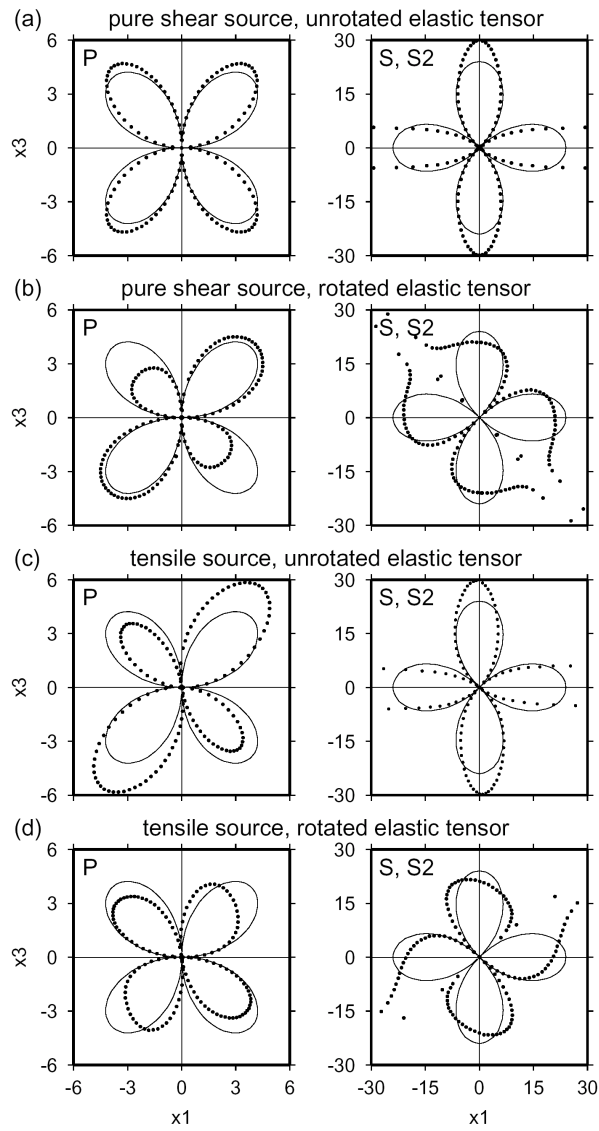 (a) pure shear source, unrotated elastic tensor
P
x3
6
3
0
-3
-6
S, S2
30
15
0
-15
-30
(b) pure shear source, rotated elastic tensor
P
x3
6
3
0
-3
-6
S, S2
30
15
0
-15
-30
(c) tensile source, unrotated elastic tensor
P
x3
6
3
0
-3
-6
S, S2
30
15
0
-15
-30
(d) tensile source, rotated elastic tensor
P
x3
6
3
0
-3
-6
-6 -3 0 3 6
x1
S, S2
30
15
0
-15
-30
-30 -15 0 15 30
x1